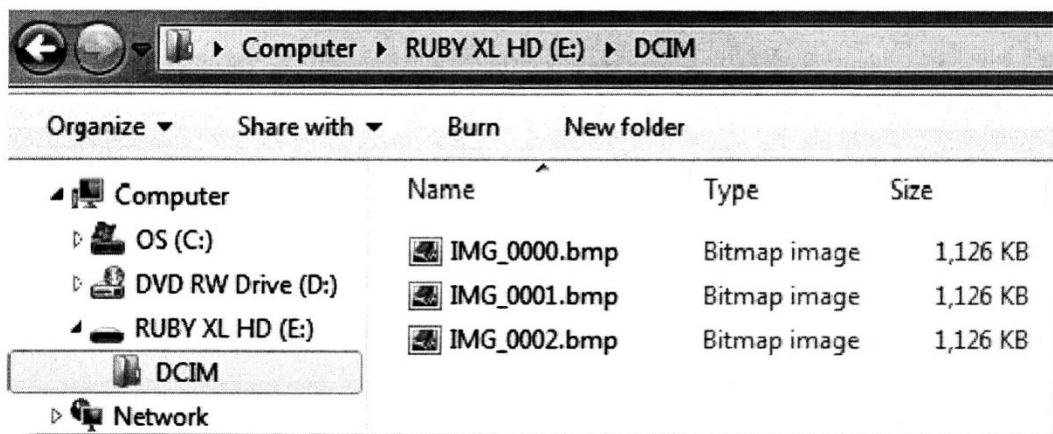 Computer RUBY XL HD (E:) DCIM
Organize Share with Burn New folder
Computer
OS (C:)
DVD RW Drive (D:)
RUBY XL HD (E:)
DCIM
Network
Name Type Size
IMG_0000.bmp Bitmap image 1,126 KB
IMG_0001.bmp Bitmap image 1,126 KB
IMG_0002.bmp Bitmap image 1,126 KB